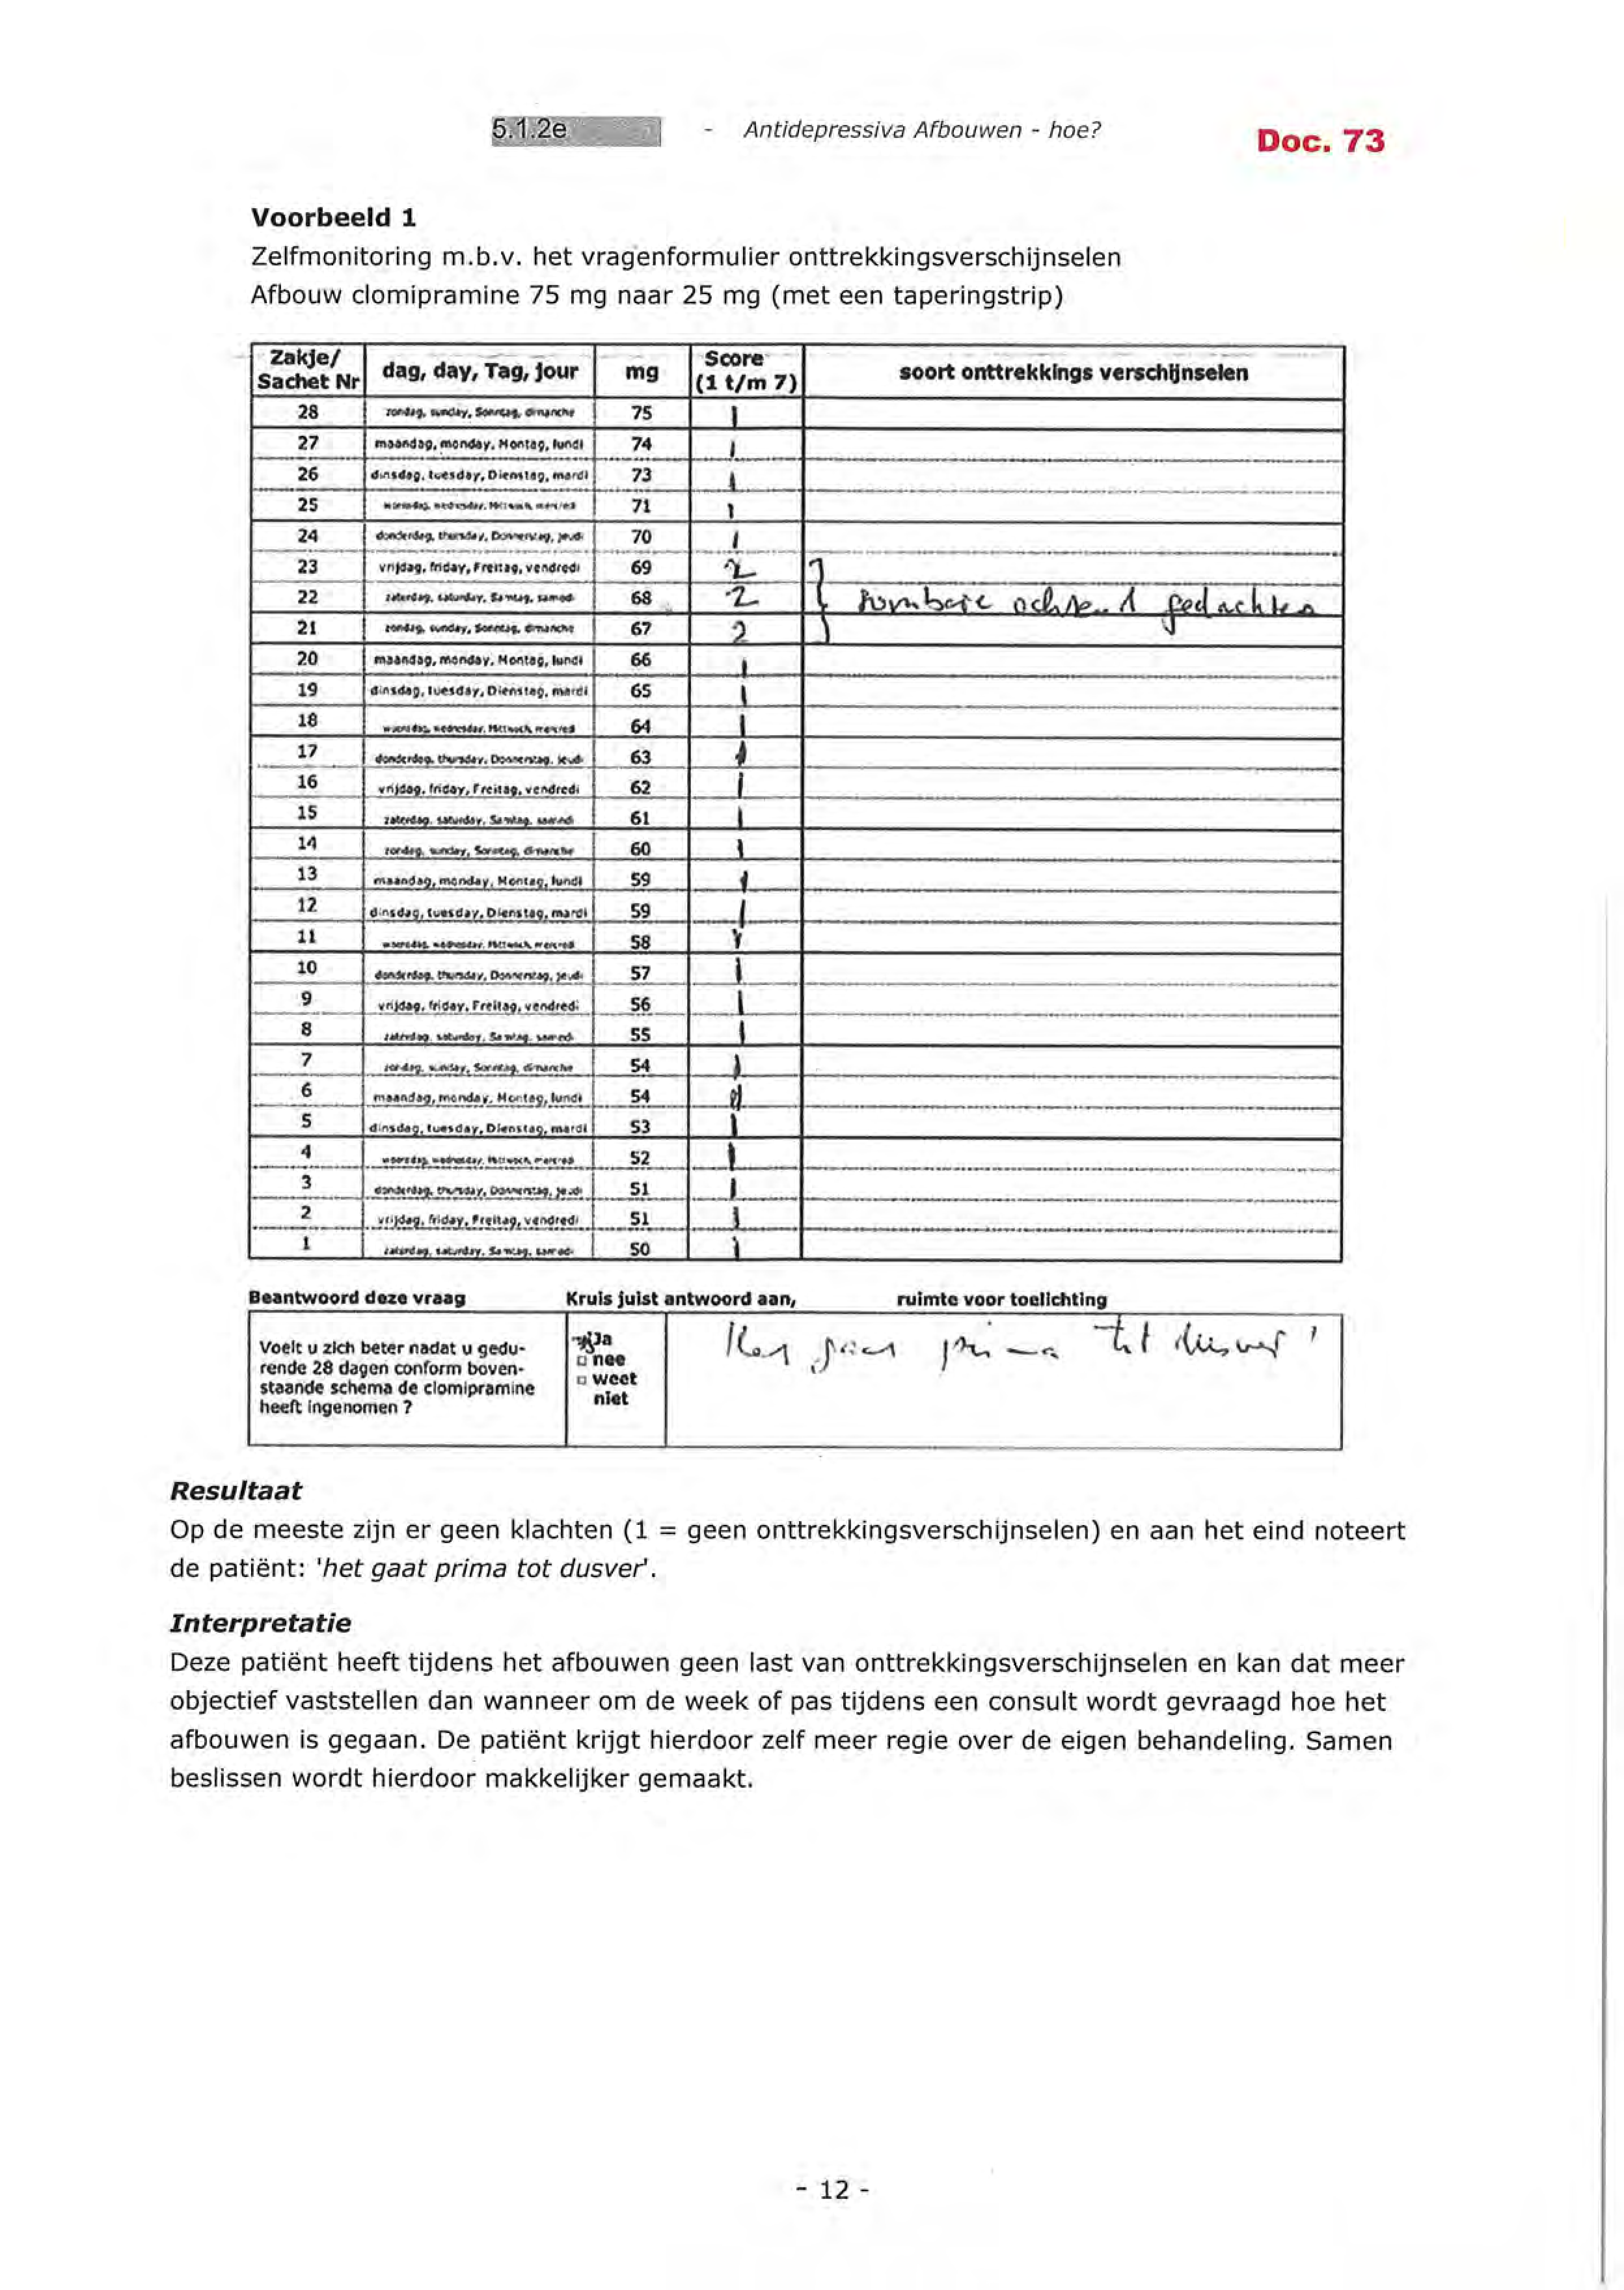 5.1.2e - Antidepressiva Afbouwen - hoe? Doc. 73
Voorbeeld 1
Zelfmonitoring m.b.v. het vragenformulier onttrekkingsverschijnselen
Afbouw clomipramine 75 mg naar 25 mg (met een taperingstrip)
Zakje/ Sachet Nr dag, day, Tag, jour mg Score (1 t/m 7) soort onttrekkings verschijnselen
28 zondag, sunday, Sonntag, dimanche 75 1
27 maandag, monday, Montag, lundi 74 1
26 dinsdag, tuesday, Dienstag, mardi 73 1
25 woensdag, wednesday, Mittwoch, mercredi 71 1
24 donderdag, thursday, Donnerstag, jeudi 70 1
23 vrijdag, friday, Freitag, vendredi 69 2
22 zaterdag, saturday, Samstag, samedi 68 2 sombere ochtend gedachten
21 zondag, sunday, Sonntag, dimanche 67 2
20 maandag, monday, Montag, lundi 66 1
19 dinsdag, tuesday, Dienstag, mardi 65 1
18 woensdag, wednesday, Mittwoch, mercredi 64 1
17 donderdag, thursday, Donnerstag, jeudi 63 1
16 vrijdag, friday, Freitag, vendredi 62 1
15 zaterdag, saturday, Samstag, samedi 61 1
14 zondag, sunday, Sonntag, dimanche 60 1
13 maandag, monday, Montag, lundi 59 1
12 dinsdag, tuesday, Dienstag, mardi 59 1
11 woensdag, wednesday, Mittwoch, mercredi 58 1
10 donderdag, thursday, Donnerstag, jeudi 57 1
9 vrijdag, friday, Freitag, vendredi 56 1
8 zaterdag, saturday, Samstag, samedi 55 1
7 zondag, sunday, Sonntag, dimanche 54 1
6 maandag, monday, Montag, lundi 54 1
5 dinsdag, tuesday, Dienstag, mardi 53 1
4 woensdag, wednesday, Mittwoch, mercredi 52 1
3 donderdag, thursday, Donnerstag, jeudi 51 1
2 vrijdag, friday, Freitag, vendredi 51 1
1 zaterdag, saturday, Samstag, samedi 50 1
Beantwoord deze vraag Kruis juist antwoord aan, ruimte voor toelichting
Voelt u zich beter nadat u gedu-
rende 28 dagen conform boven-
staande schema de clomipramine
heeft ingenomen ?
Ja
nee
weet
niet
Het gaat prima tot dusver !
Resultaat
Op de meeste zijn er geen klachten (1 = geen onttrekkingsverschijnselen) en aan het eind noteert
de patiënt: 'het gaat prima tot dusver'.
Interpretatie
Deze patiënt heeft tijdens het afbouwen geen last van onttrekkingsverschijnselen en kan dat meer
objectief vaststellen dan wanneer om de week of pas tijdens een consult wordt gevraagd hoe het
afbouwen is gegaan. De patiënt krijgt hierdoor zelf meer regie over de eigen behandeling. Samen
beslissen wordt hierdoor makkelijker gemaakt.
- 12 -